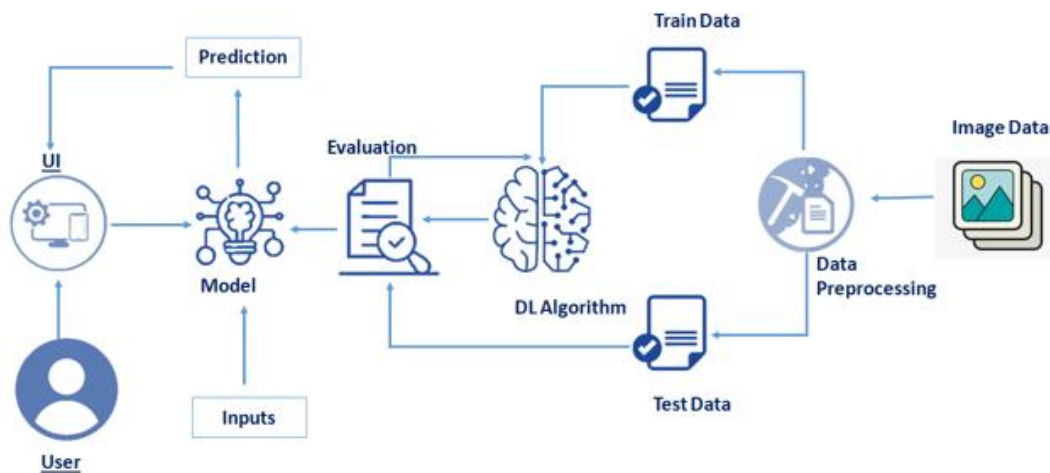 Train Data
Prediction
Image Data
Evaluation
UI
Model
DL Algorithm
Data
Preprocessing
Inputs
Test Data
User